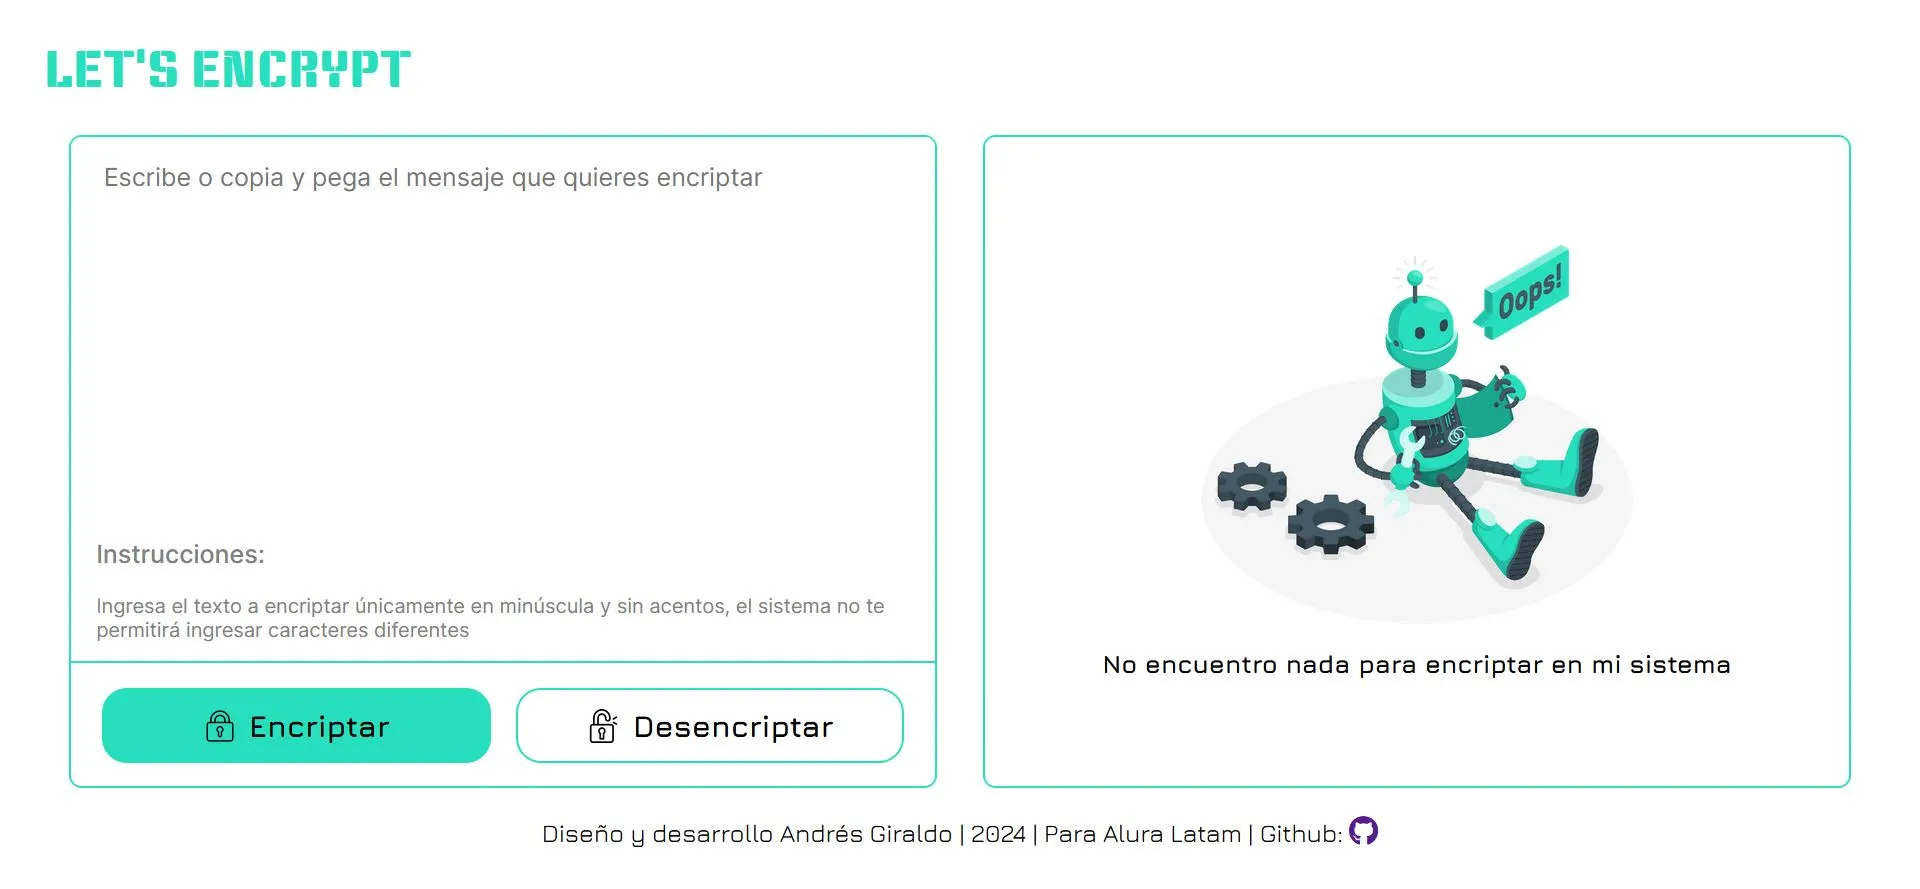 LET'S ENCRYPT
Escribe o copia y pega el mensaje que quieres encriptar
Instrucciones:
Ingresa el texto a encriptar únicamente en minúscula y sin acentos, el sistema no te
permitirá ingresar caracteres diferentes
Encriptar
Desencriptar
Oops!
No encuentro nada para encriptar en mi sistema
Diseño y desarrollo Andrés Giraldo | 2024 | Para Alura Latam | Github: